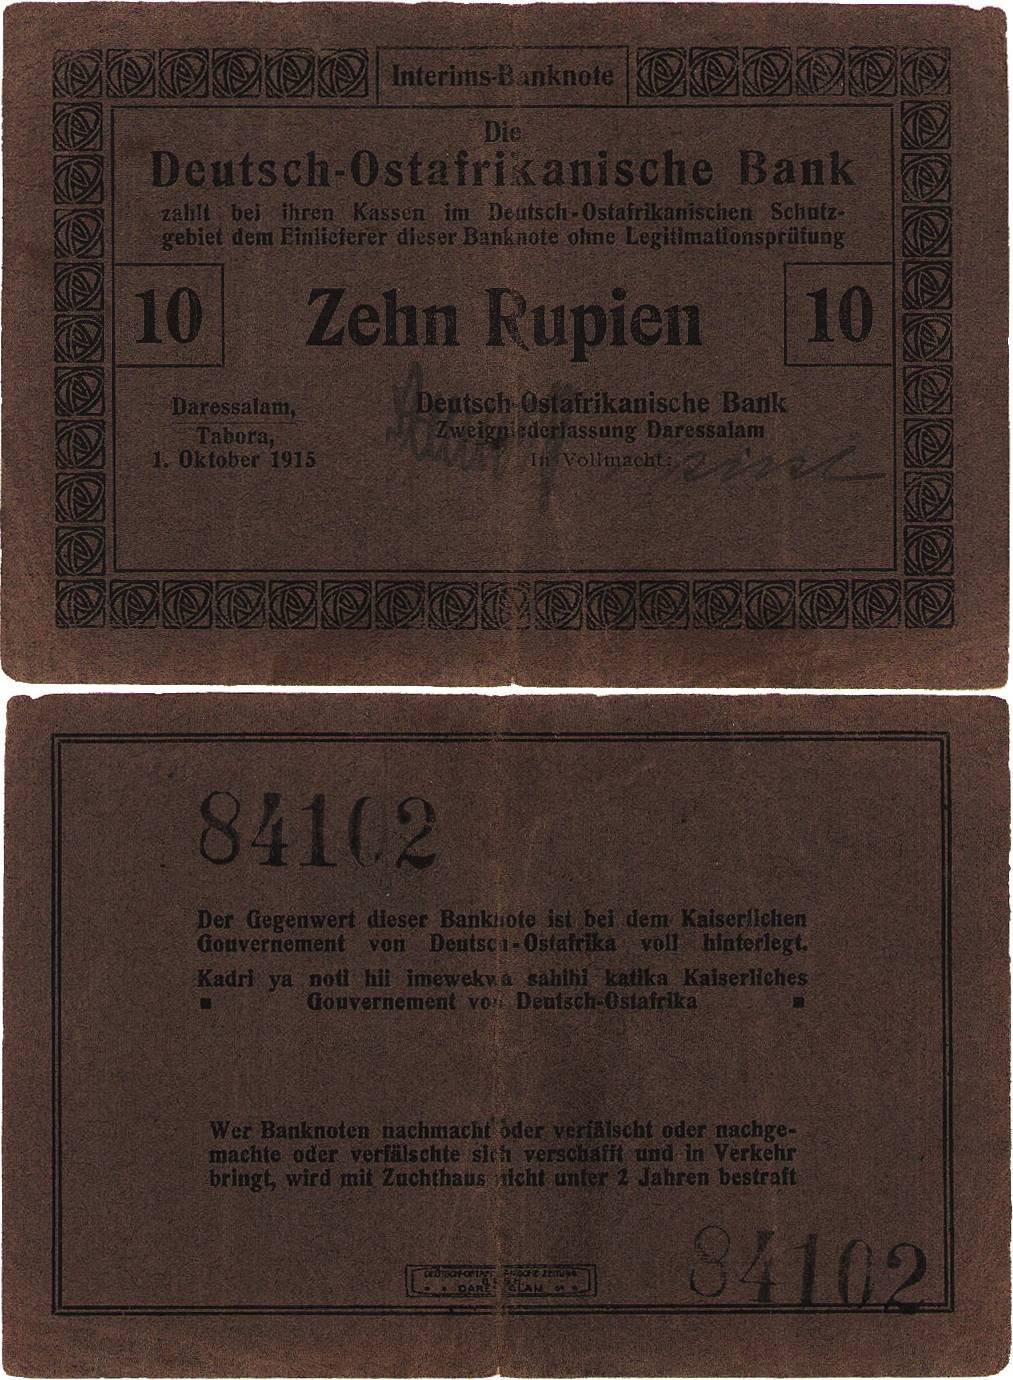 Interims-Banknote
Die
Deutsch-Ostafrikanische Bank
zahlt bei ihren Kassen im Deutsch-Ostafrikanischen Schutz-
gebiet dem Einlieferer dieser Banknote ohne Legitimationsprüfung
10 Zehn Rupien 10
Daressalam,
Tabora,
1. Oktober 1915
Deutsch-Ostafrikanische Bank
Zweigniederlassung Daressalam
In Vollmacht:
84102
Der Gegenwert dieser Banknote ist bei dem Kaiserlichen
Gouvernement von Deutsch-Ostafrika voll hinterlegt.
Kadri ya noti hii imewekwa sahihi katika Kaiserliches
Gouvernement von Deutsch-Ostafrika
Wer Banknoten nachmacht oder verfälscht oder nachge-
machte oder verfälschte sich verschafft und in Verkehr
bringt, wird mit Zuchthaus nicht unter 2 Jahren bestraft
84102